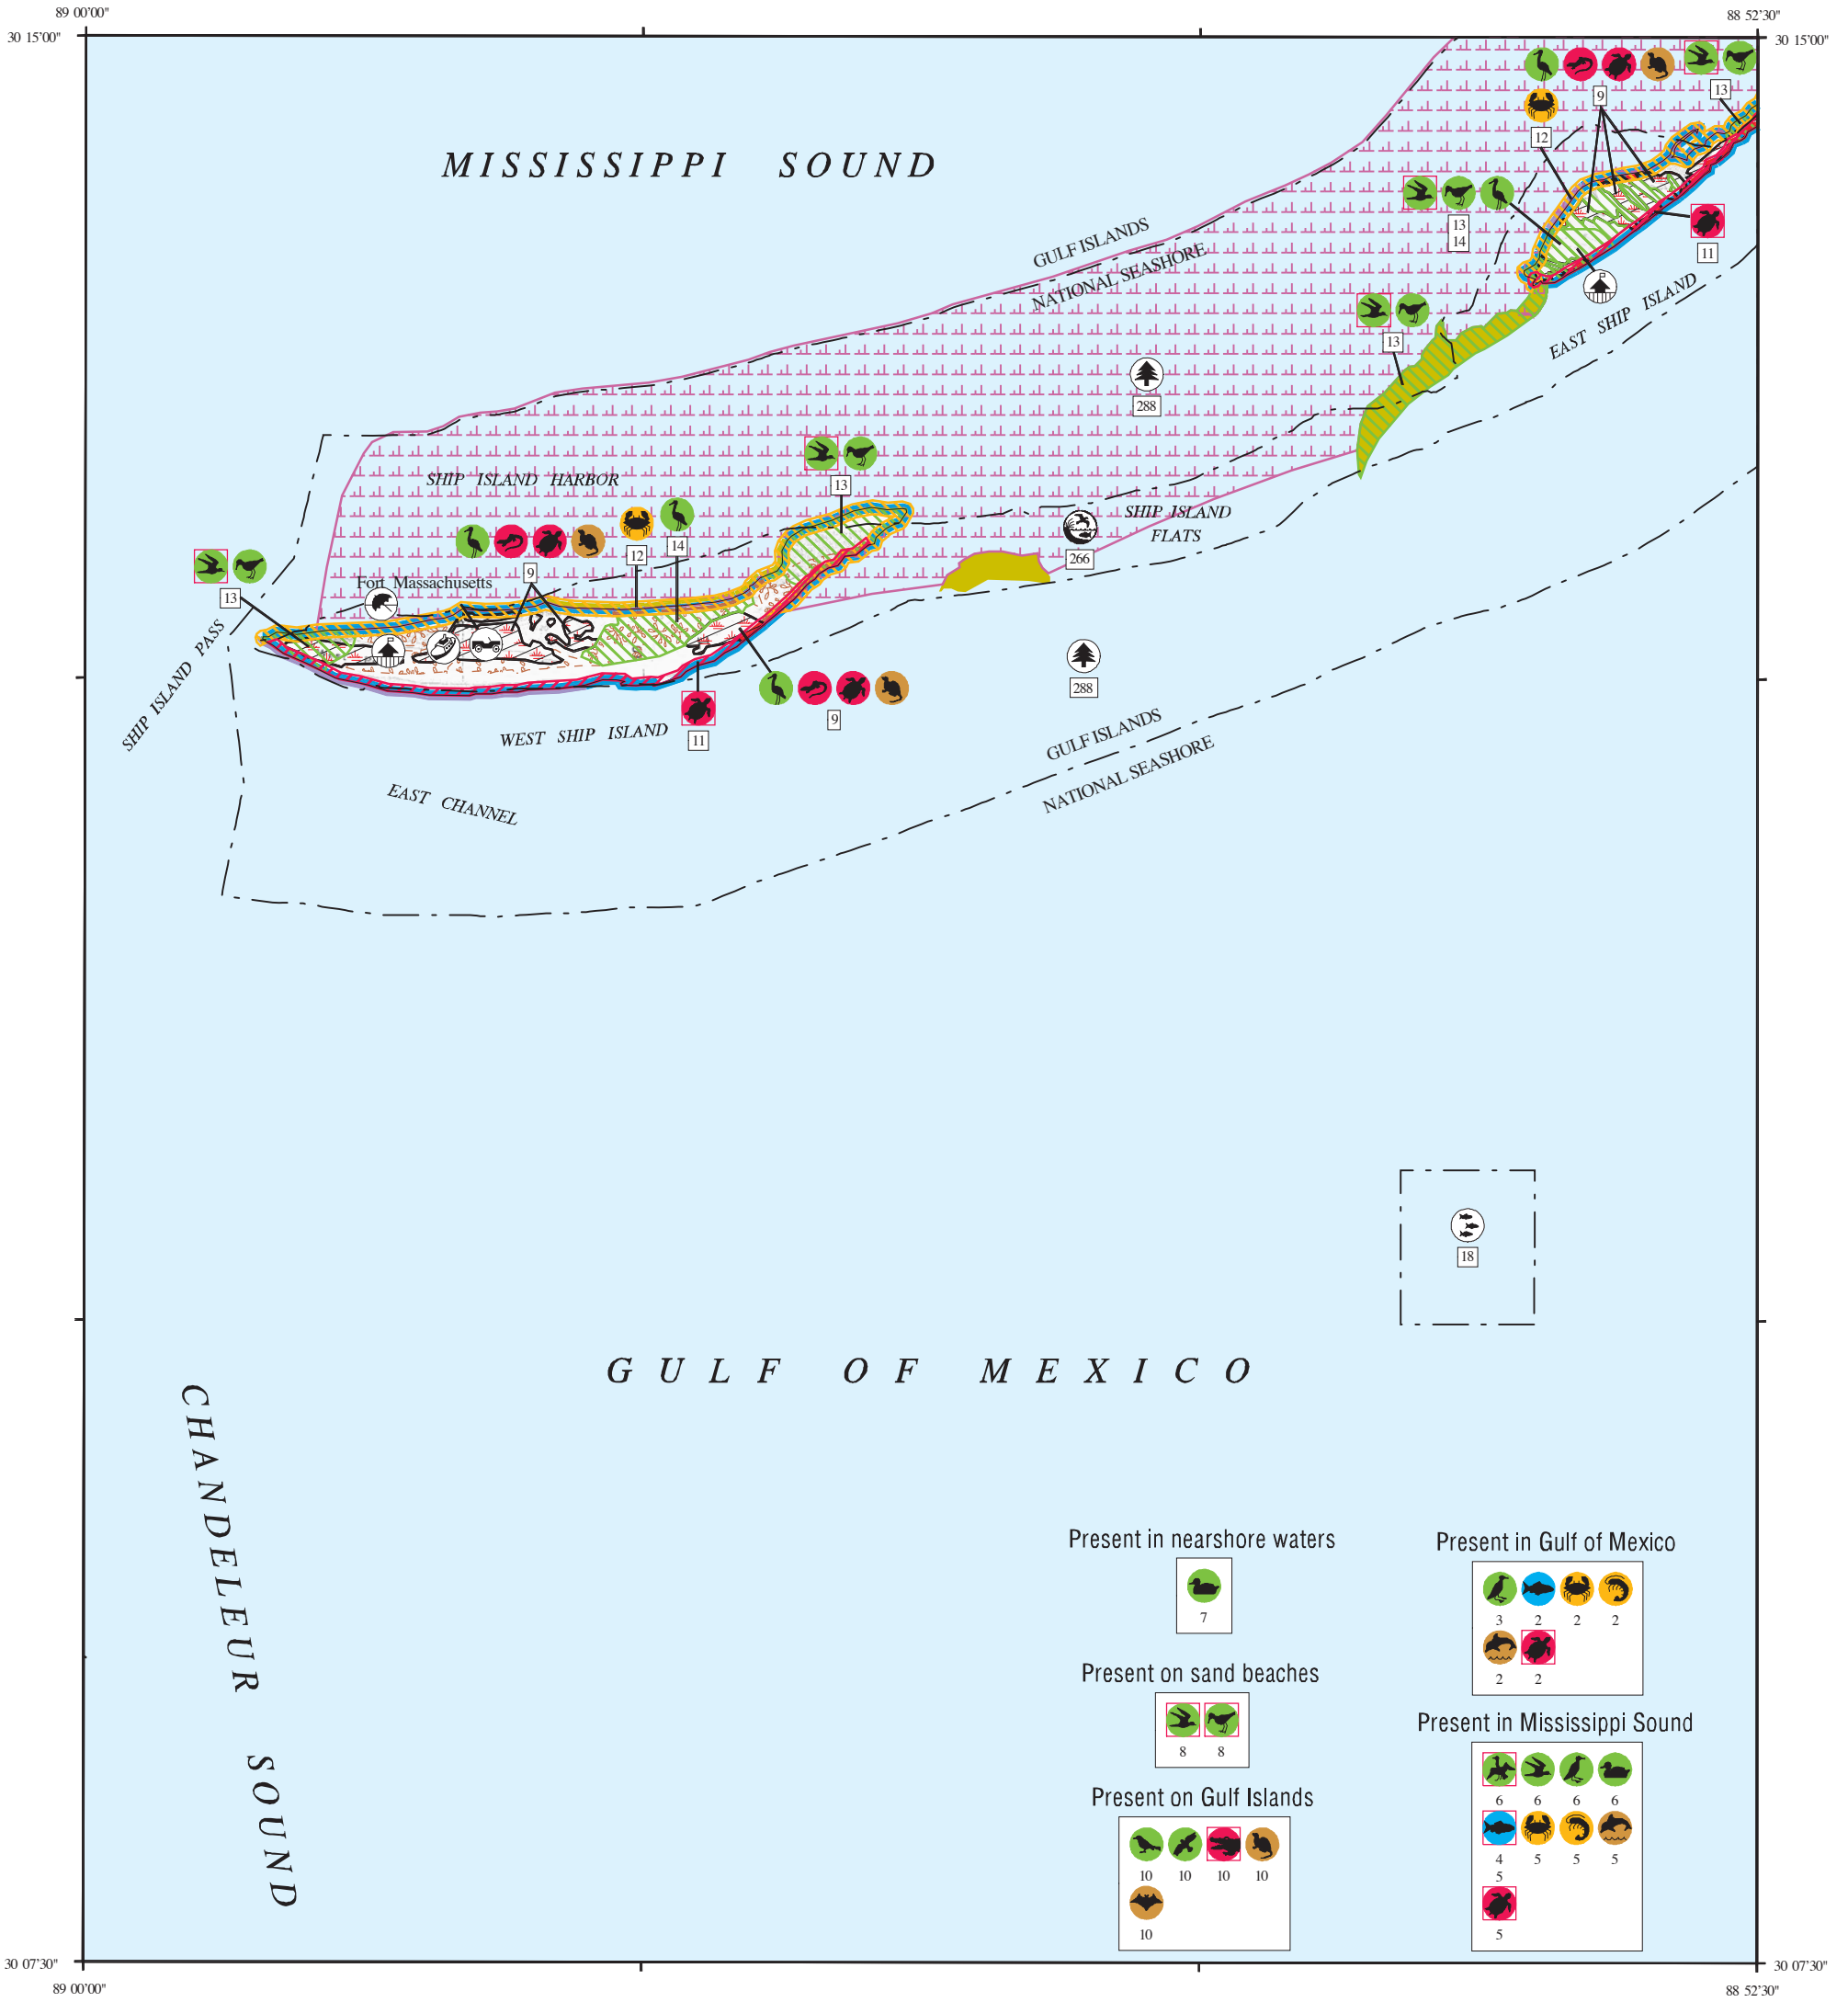 89 00'00"
88 52'30"
30 15'00"
30 15'00"
MISSISSIPPI SOUND
9
13
12
13
14
11
GULF ISLANDS
NATIONAL SEASHORE
EAST SHIP ISLAND
13
288
SHIP ISLAND HARBOR
13
SHIP ISLAND
FLATS
266
12
14
9
Fort Massachusetts
13
SHIP ISLAND PASS
288
9
11
WEST SHIP ISLAND
GULF ISLANDS
NATIONAL SEASHORE
EAST CHANNEL
18
GULF OF MEXICO
CHANDELEUR SOUND
Present in nearshore waters
7
Present on sand beaches
8 8
Present on Gulf Islands
10 10 10 10
10
Present in Gulf of Mexico
3 2 2 2
2 2
Present in Mississippi Sound
6 6 6 6
4 5 5 5
5
5
30 07'30"
30 07'30"
89 00'00"
88 52'30"